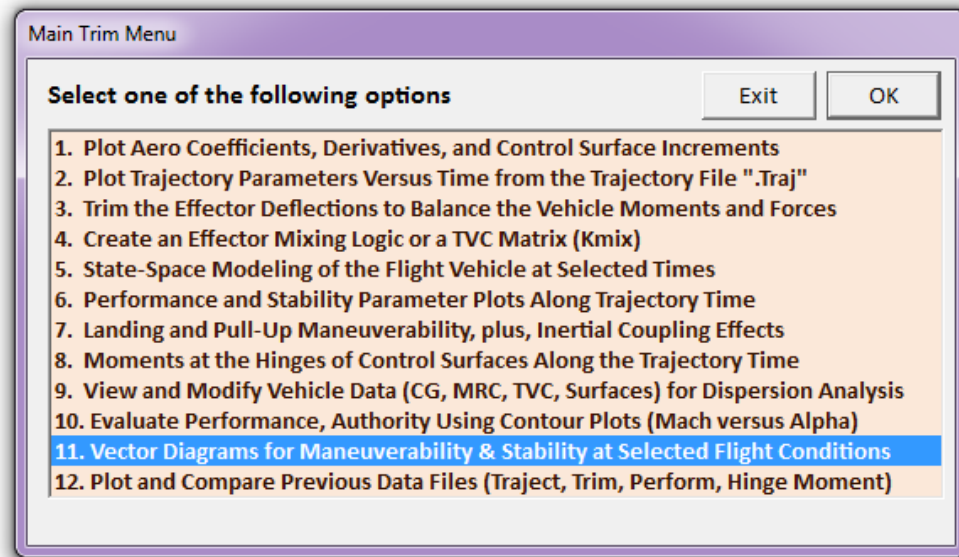 Main Trim Menu
Select one of the following options
Exit
OK
1. Plot Aero Coefficients, Derivatives, and Control Surface Increments
2. Plot Trajectory Parameters Versus Time from the Trajectory File ".Traj"
3. Trim the Effector Deflections to Balance the Vehicle Moments and Forces
4. Create an Effector Mixing Logic or a TVC Matrix (Kmix)
5. State-Space Modeling of the Flight Vehicle at Selected Times
6. Performance and Stability Parameter Plots Along Trajectory Time
7. Landing and Pull-Up Maneuverability, plus, Inertial Coupling Effects
8. Moments at the Hinges of Control Surfaces Along the Trajectory Time
9. View and Modify Vehicle Data (CG, MRC, TVC, Surfaces) for Dispersion Analysis
10. Evaluate Performance, Authority Using Contour Plots (Mach versus Alpha)
11. Vector Diagrams for Maneuverability & Stability at Selected Flight Conditions
12. Plot and Compare Previous Data Files (Traject, Trim, Perform, Hinge Moment)